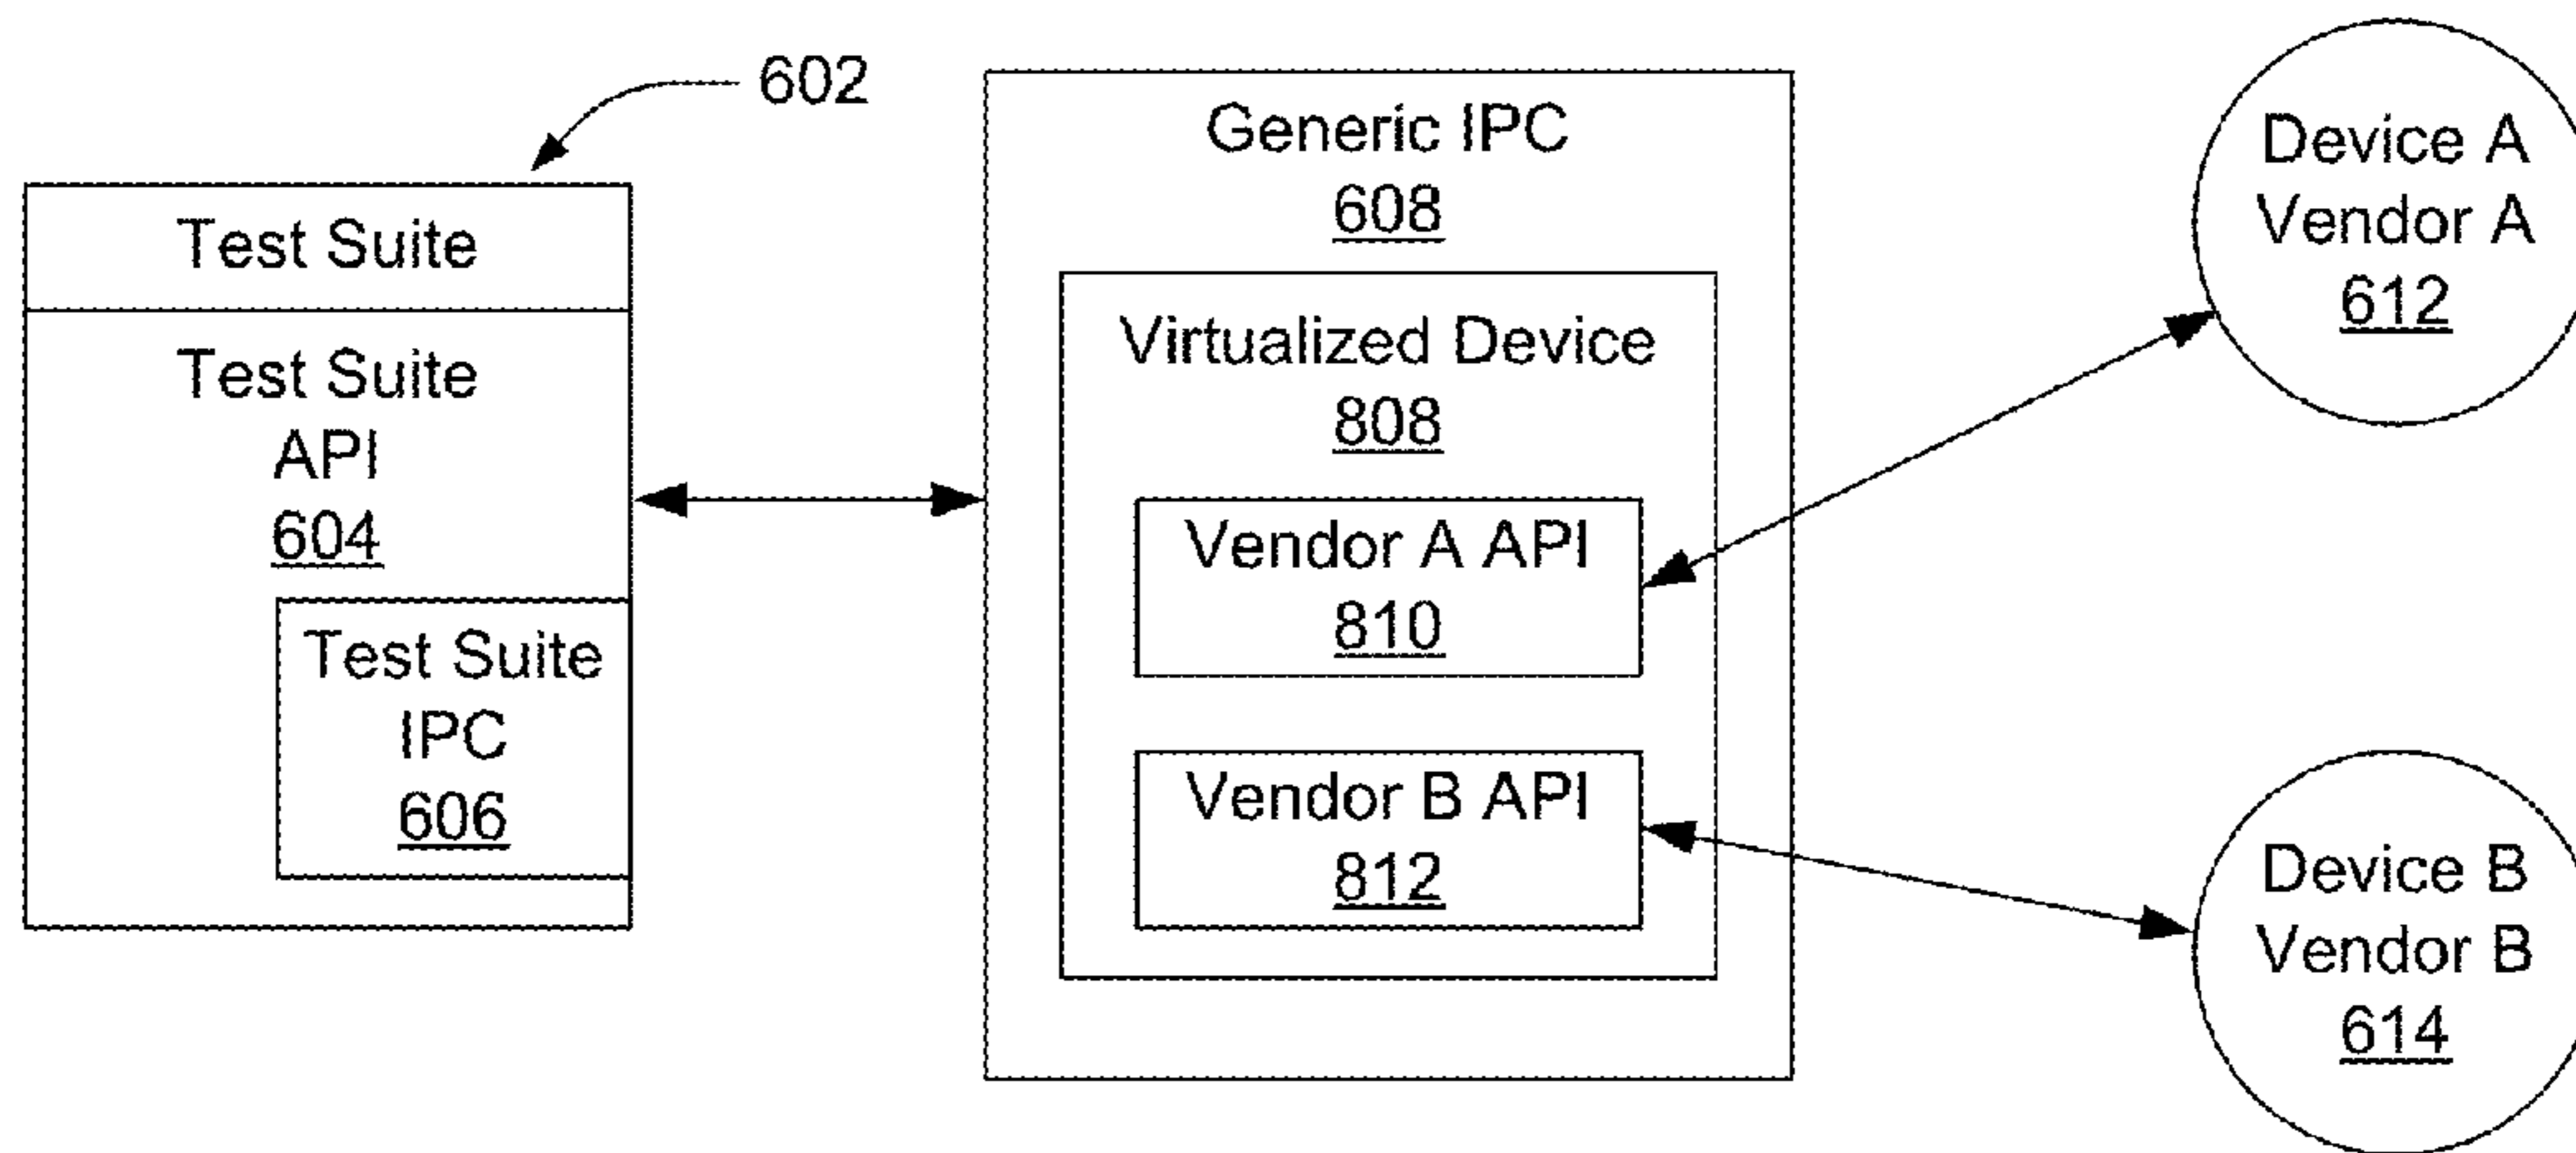 602
Test Suite
Test Suite
API
604
Test Suite
IPC
606
Generic IPC
608
Virtualized Device
808
Vendor A API
810
Vendor B API
812
Device A
Vendor A
612
Device B
Vendor B
614